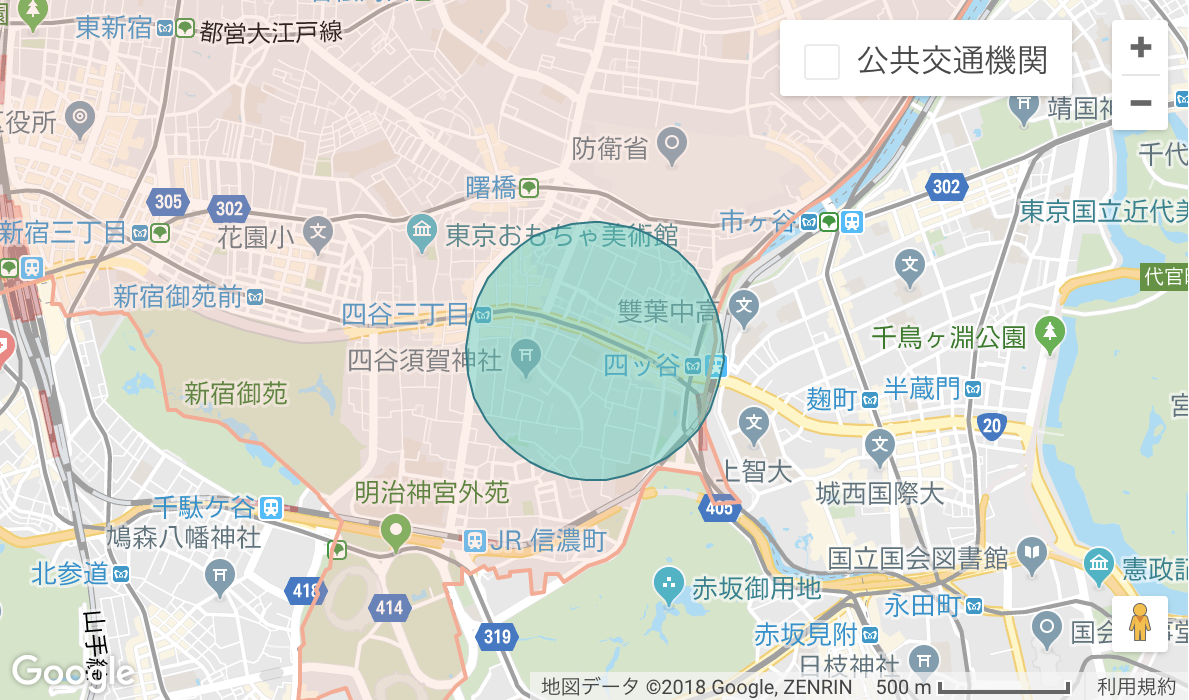 東新宿
都営大江戸線
公共交通機関
区役所
靖国神
防衛省
千代
曙橋
305
302
302
東京国立近代美
新宿三丁目
花園小
東京おもちゃ美術館
市ヶ谷
代官町
新宿御苑前
四谷三丁目
雙葉中高
千鳥ヶ淵公園
四谷須賀神社
四ッ谷
新宿御苑
麹町
半蔵門
宮
20
上智大
明治神宮外苑
城西国際大
405
千駄ケ谷
鳩森八幡神社
JR 信濃町
国立国会図書館
北参道
憲政記
418
414
赤坂御用地
永田町
319
赤坂見附
国会
事堂
山手線
日枝神社
Google
地図データ ©2018 Google, ZENRIN
500 m
利用規約